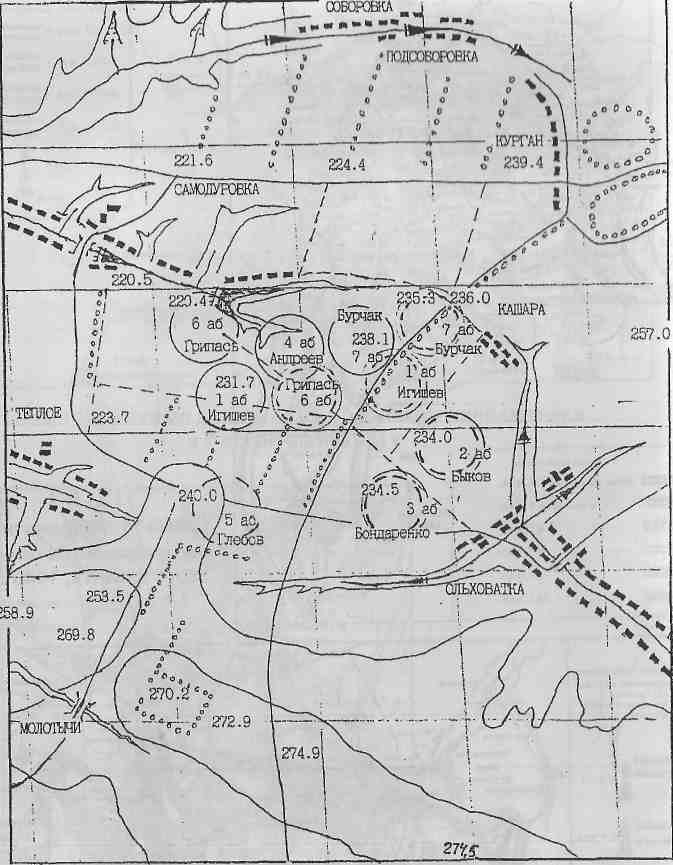 СОБОРОВКА
ПОДСОБОРОВКА
КУРГАН
221.6
224.4
239.4
САМОДУРОВКА
220.5
220.47
235.3
236.0
КАШАРА
257.0
6 аб
Грипась
4 аб
Андреев
Бурчак
238.1
7 аб
7 аб
Бурчак
231.7
1 аб
Игишев
Грипась
6 аб
1 аб
Игишев
ТЕПЛОЕ
223.7
234.0
2 аб
Быков
240.0
5 аб
Глебов
234.5
3 аб
Бондаренко
ОЛЬХОВАТКА
253.5
258.9
269.8
270.2
272.9
МОЛОТЫЧИ
274.9
274,5